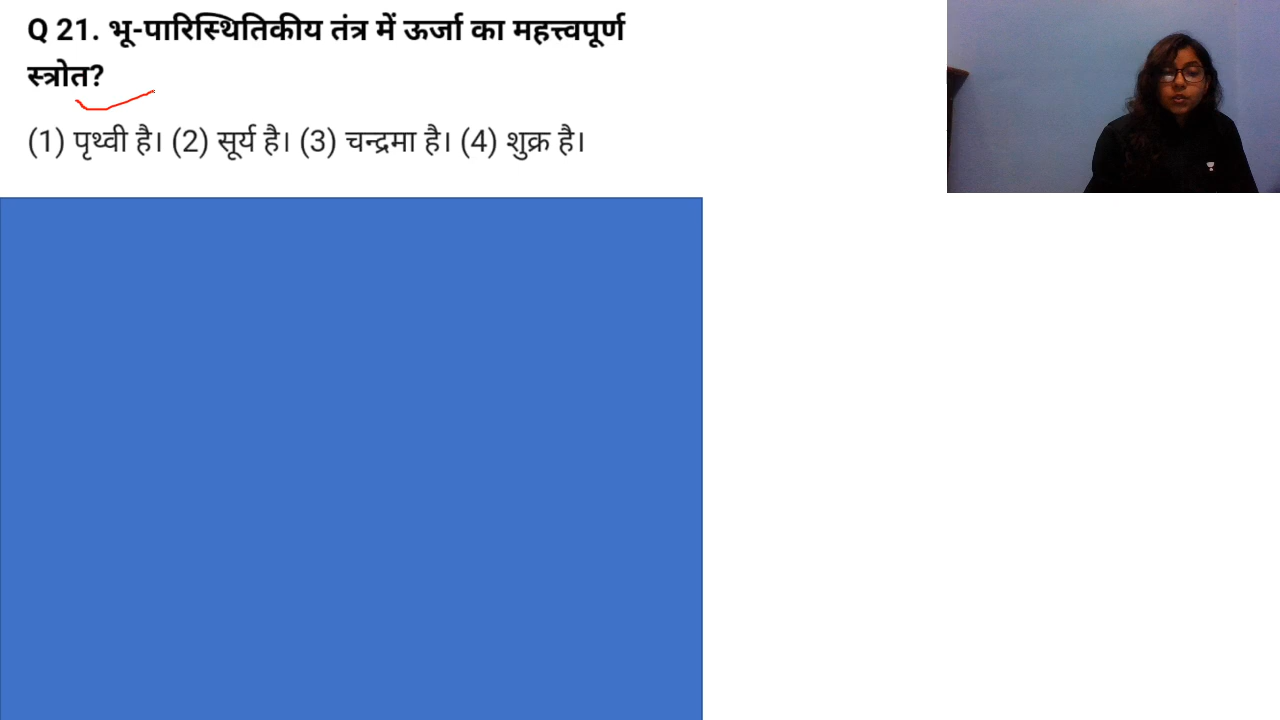 Q 21. भू-पारिस्थितिकीय तंत्र में ऊर्जा का महत्त्वपूर्ण
स्त्रोत?
(1) पृथ्वी है। (2) सूर्य है। (3) चन्द्रमा है। (4) शुक्र है।